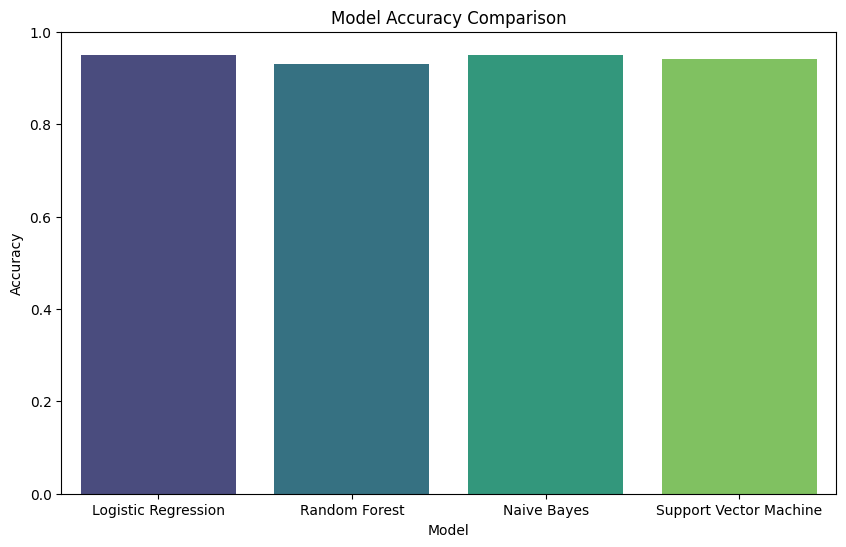 Model Accuracy Comparison
1.0
0.8
0.6
0.4
0.2
0.0
Accuracy
Logistic Regression
Random Forest
Naive Bayes
Support Vector Machine
Model